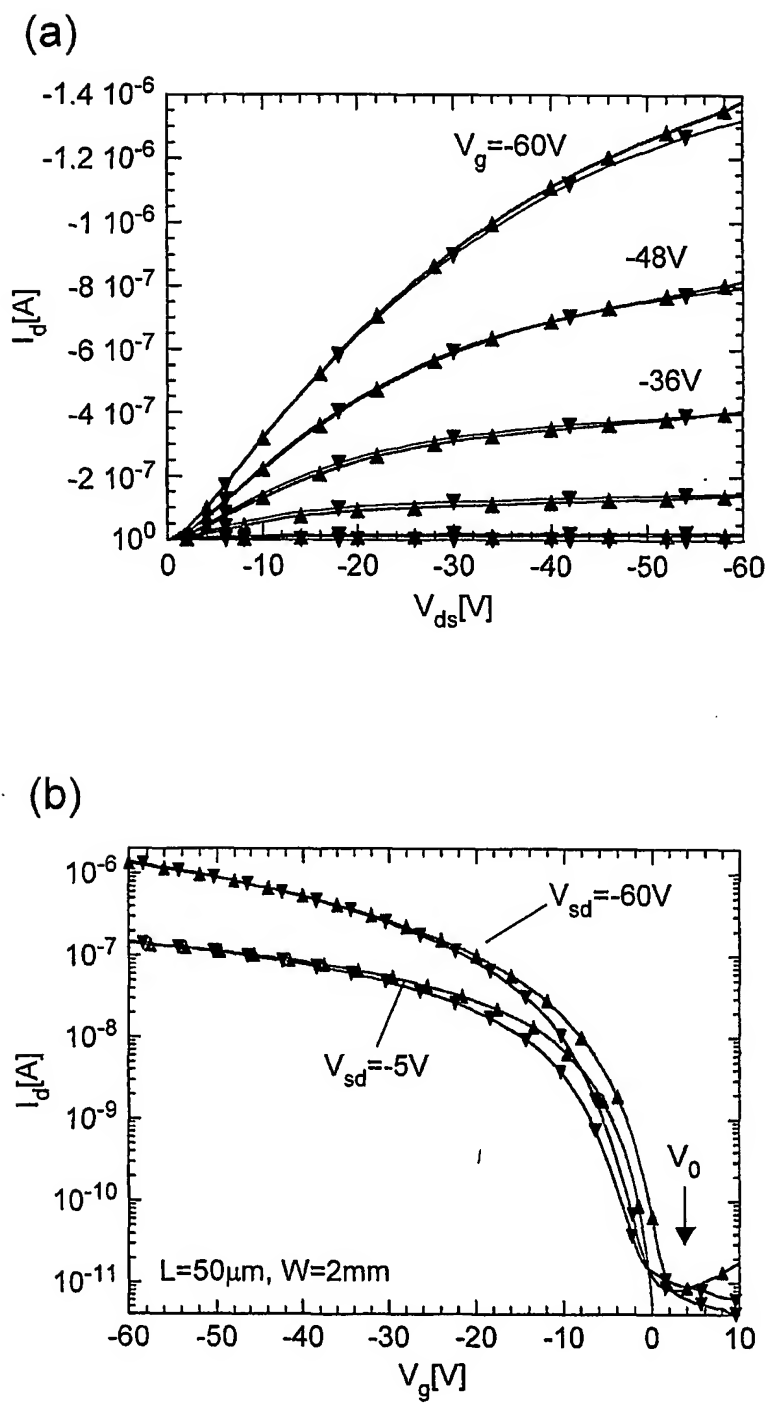 (a)
-1.4 10⁻⁶
-1.2 10⁻⁶
-1 10⁻⁶
-8 10⁻⁷
-6 10⁻⁷
-4 10⁻⁷
-2 10⁻⁷
10⁰
I_d[A]
V_g=-60V
-48V
-36V
0 -10 -20 -30 -40 -50 -60
V_ds[V]
(b)
10⁻⁶
10⁻⁷
10⁻⁸
10⁻⁹
10⁻¹⁰
10⁻¹¹
I_d[A]
V_sd=-60V
V_sd=-5V
V_0
L=50μm, W=2mm
-60 -50 -40 -30 -20 -10 0 10
V_g[V]